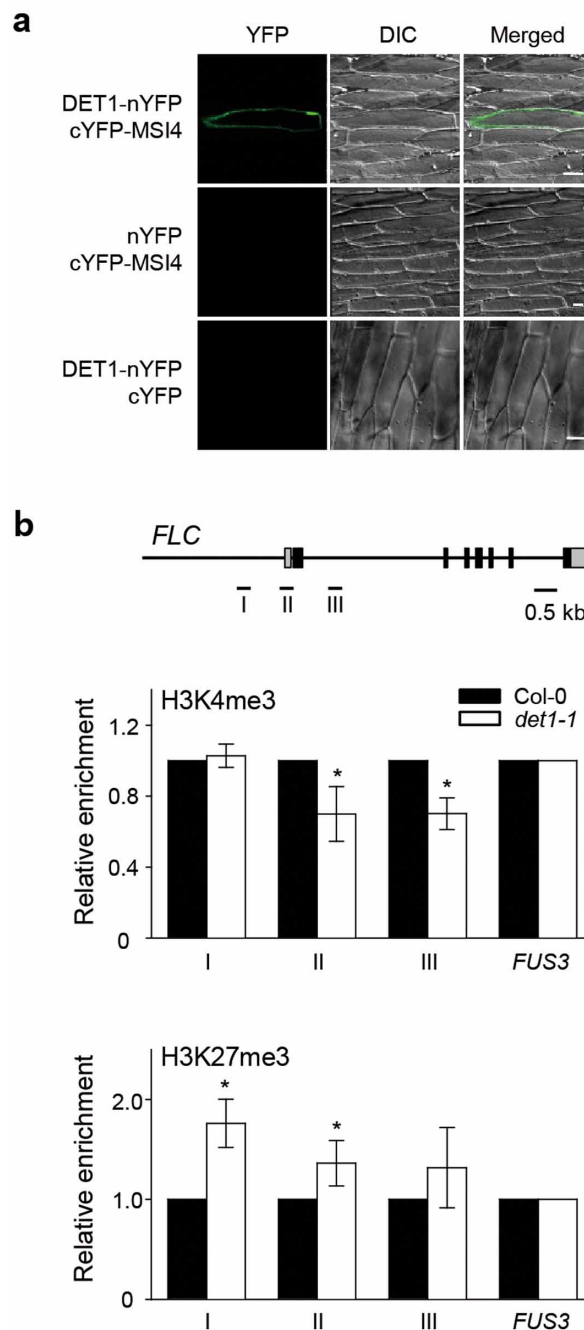 a
YFP DIC Merged
DET1-nYFP
cYFP-MSI4
nYFP
cYFP-MSI4
DET1-nYFP
cYFP
b
FLC
I II III 0.5 kb
H3K4me3
Col-0
det1-1
Relative enrichment
1.2
0.8
0.4
0
* *
I II III FUS3
H3K27me3
Relative enrichment
2.0
1.0
0
* *
I II III FUS3